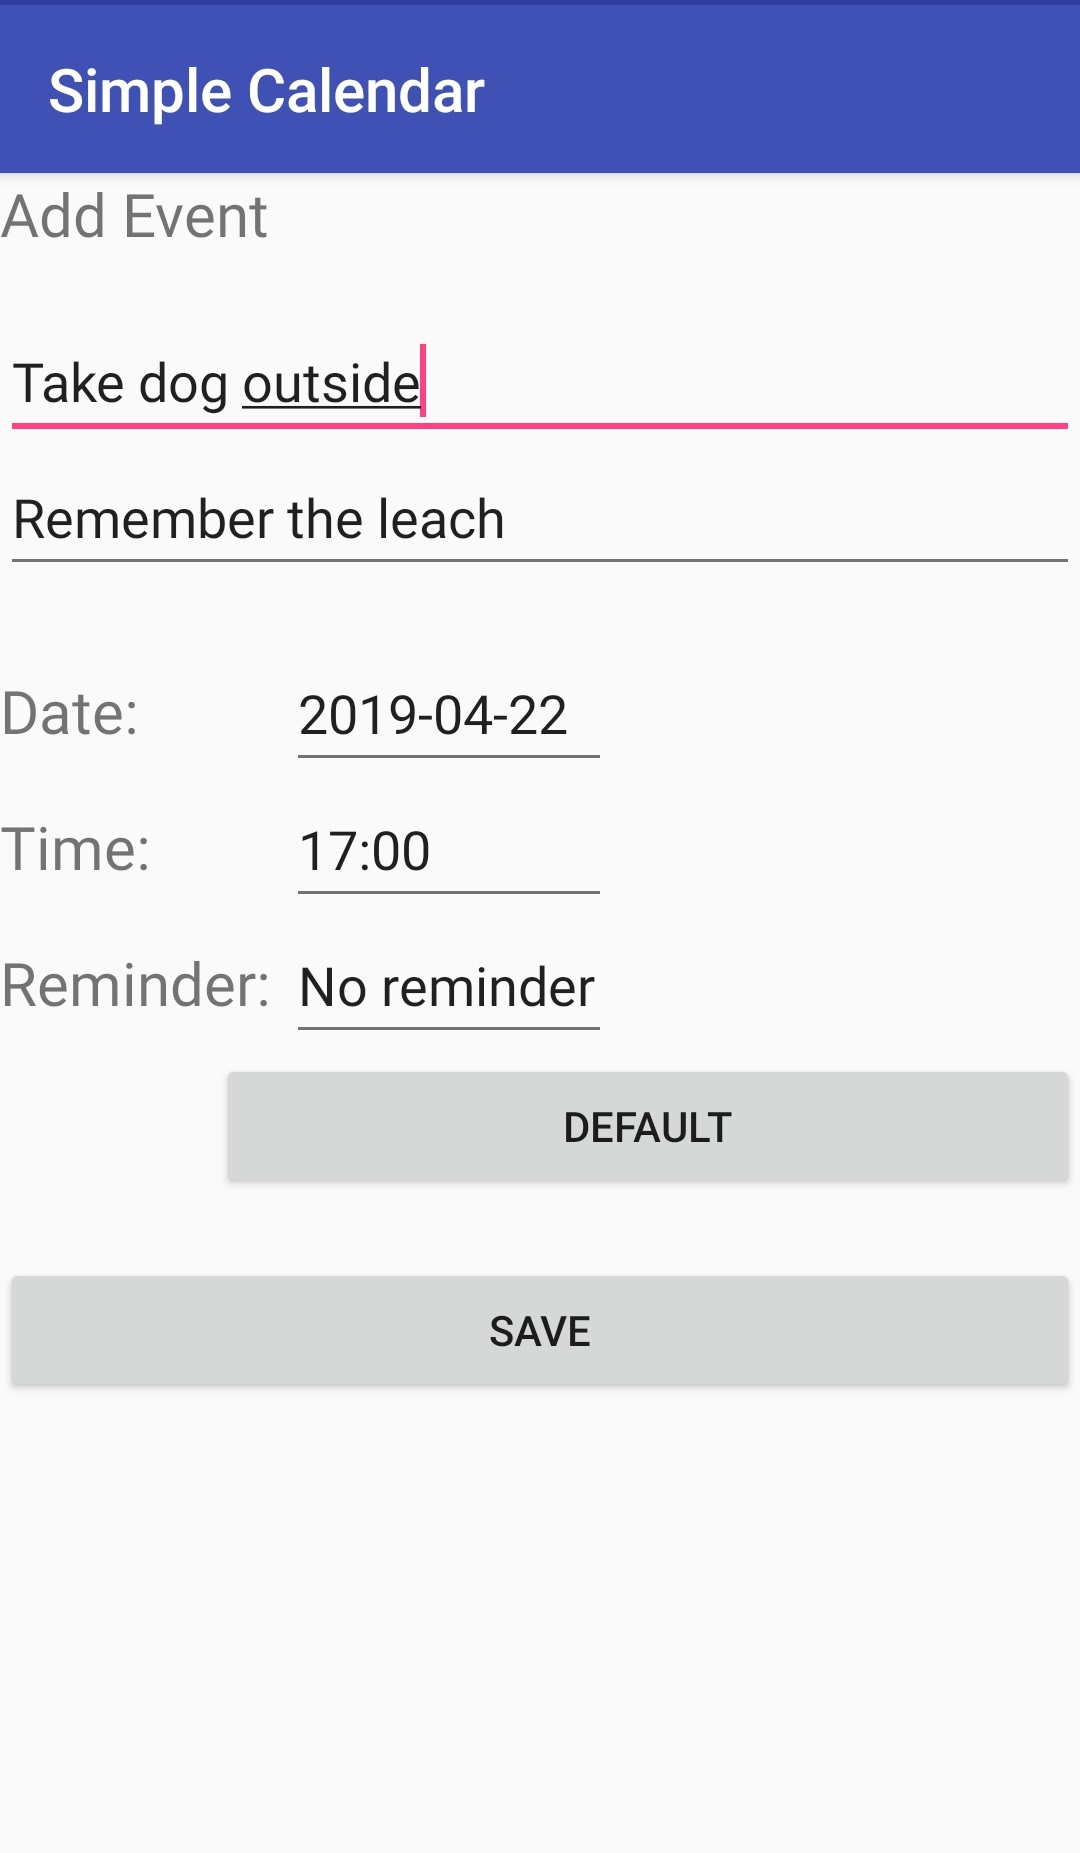 Simple Calendar
Add Event
Take dog outside
Remember the leach
Date: 2019-04-22
Time: 17:00
Reminder: No reminder
DEFAULT
SAVE